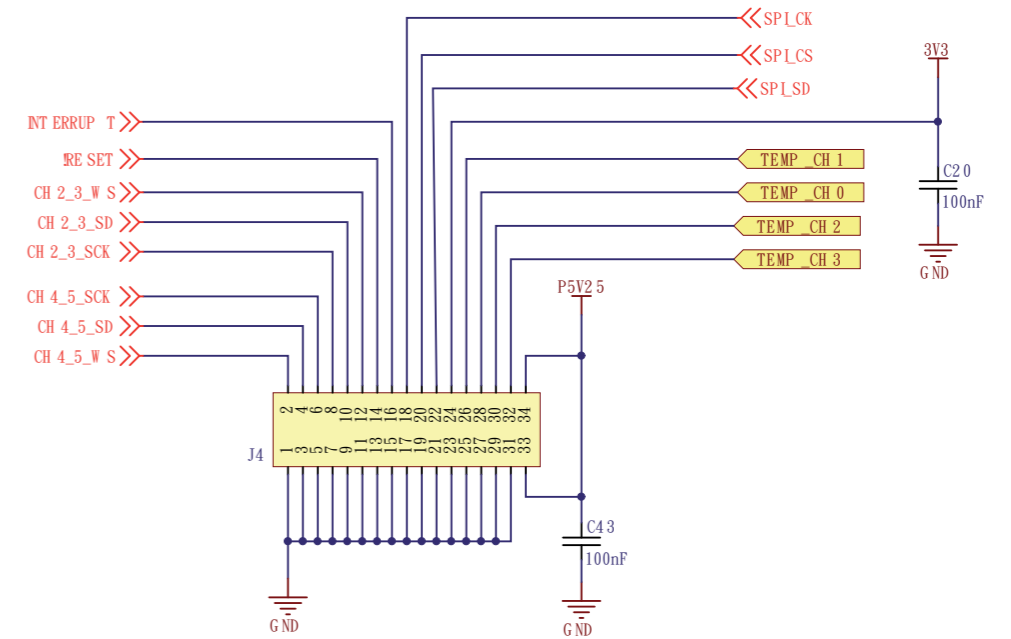 SPI_CK
SPI_CS
3V3
SPI_SD
INTERRUPT
!RESET
TEMP_CH1
C20
CH2_3_WS
TEMP_CH0
100nF
CH2_3_SD
TEMP_CH2
CH2_3_SCK
TEMP_CH3
GND
P5V25
CH4_5_SCK
CH4_5_SD
CH4_5_WS
2 4 6 8 10 12 14 16 18 20 22 24 26 28 30 32 34
1 3 5 7 9 11 13 15 17 19 21 23 25 27 29 31 33
J4
C43
100nF
GND
GND